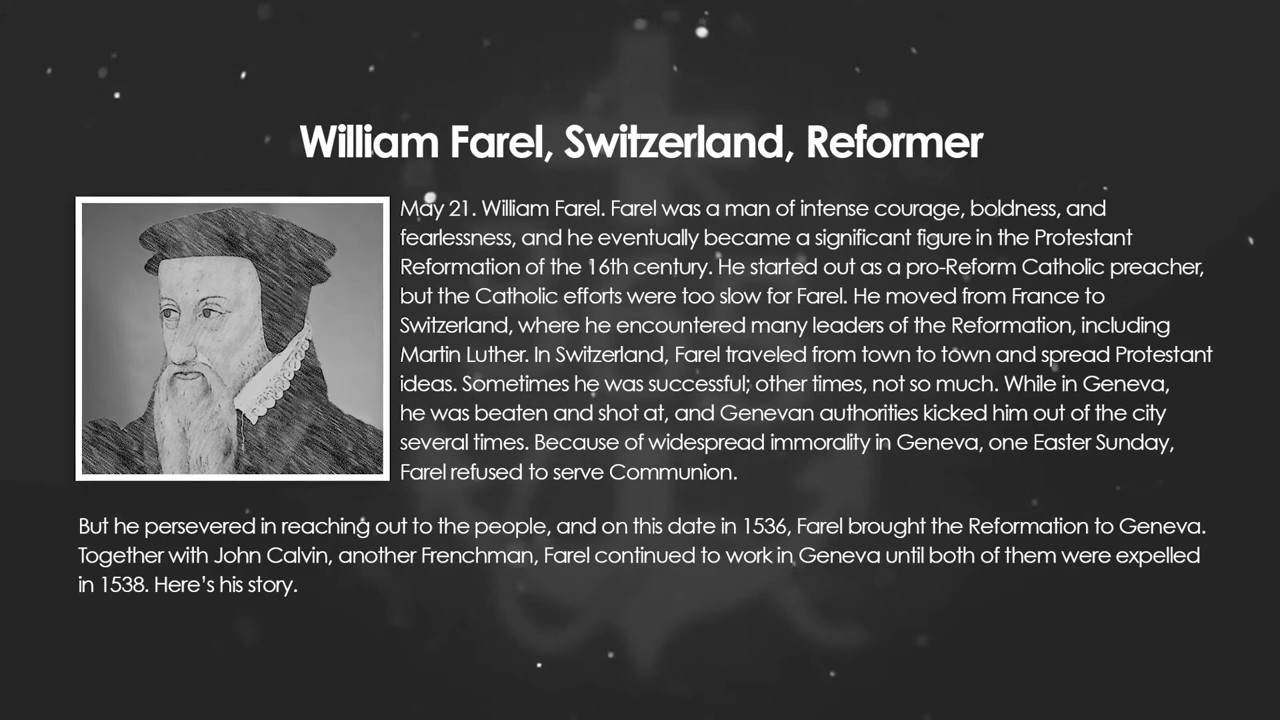 William Farel, Switzerland, Reformer
May 21. William Farel. Farel was a man of intense courage, boldness, and
fearlessness, and he eventually became a significant figure in the Protestant
Reformation of the 16th century. He started out as a pro-Reform Catholic preacher,
but the Catholic efforts were too slow for Farel. He moved from France to
Switzerland, where he encountered many leaders of the Reformation, including
Martin Luther. In Switzerland, Farel traveled from town to town and spread Protestant
ideas. Sometimes he was successful; other times, not so much. While in Geneva,
he was beaten and shot at, and Genevan authorities kicked him out of the city
several times. Because of widespread immorality in Geneva, one Easter Sunday,
Farel refused to serve Communion.
But he persevered in reaching out to the people, and on this date in 1536, Farel brought the Reformation to Geneva.
Together with John Calvin, another Frenchman, Farel continued to work in Geneva until both of them were expelled
in 1538. Here’s his story.